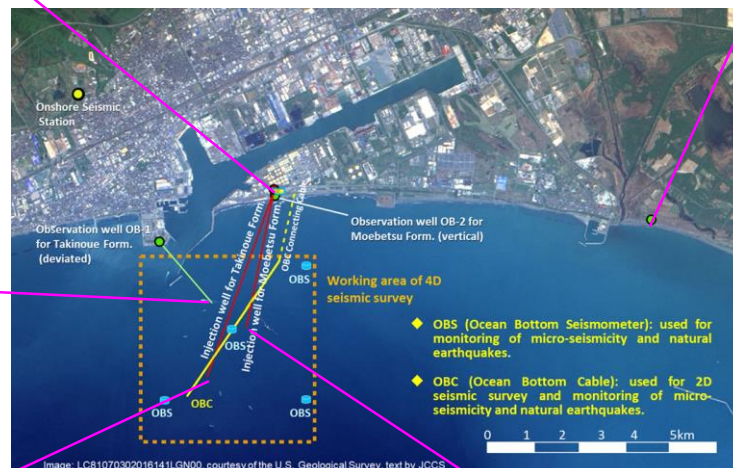 Onshore Seismic
Station
Observation well OB-1
for Takinoue Form.
(deviated)
Injection well for Takinoue Form.
Injection well for Moebetsu Form.
OBC Connecting Cable
Observation well OB-2 for
Moebetsu Form. (vertical)
OBS
Working area of 4D
seismic survey
OBS
OBS
OBC
OBS
◆ OBS (Ocean Bottom Seismometer): used for
monitoring of micro-seismicity and natural
earthquakes.
◆ OBC (Ocean Bottom Cable): used for 2D
seismic survey and monitoring of micro-
seismicity and natural earthquakes.
0 1 2 3 4 5km
Image: LC81070302016141LGN00, courtesy of the U.S. Geological Survey, text by JCCS